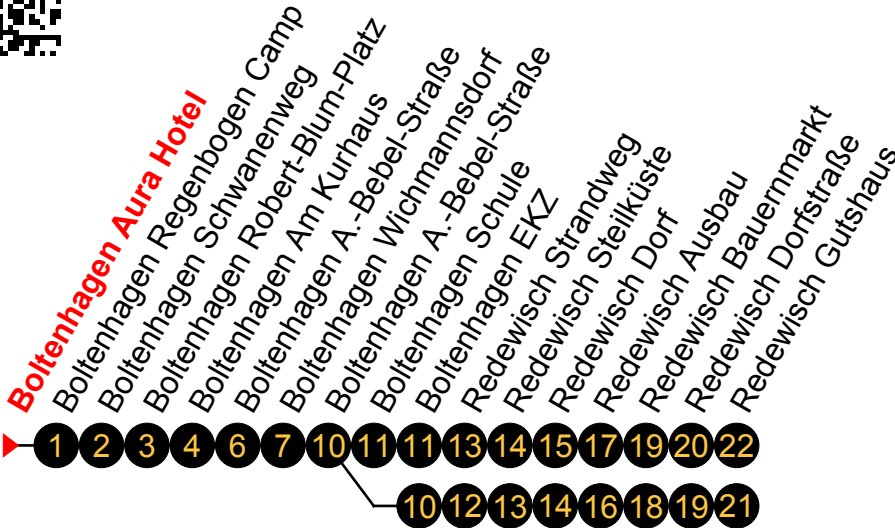 Boltenhagen Aura Hotel
Boltenhagen Regenbogen Camp
Boltenhagen Schwanenweg
Boltenhagen Robert-Blum-Platz
Boltenhagen Am Kurhaus
Boltenhagen A.-Bebel-Straße
Boltenhagen Wichmannsdorf
Boltenhagen A.-Bebel-Straße
Boltenhagen Schule
Boltenhagen EKZ
Redewisch Strandweg
Redewisch Steilküste
Redewisch Dorf
Redewisch Ausbau
Redewisch Bauernmarkt
Redewisch Dorfstraße
Redewisch Gutshaus
1 2 3 4 6 7 10 11 11 13 14 15 17 19 20 22
10 12 13 14 16 18 19 21